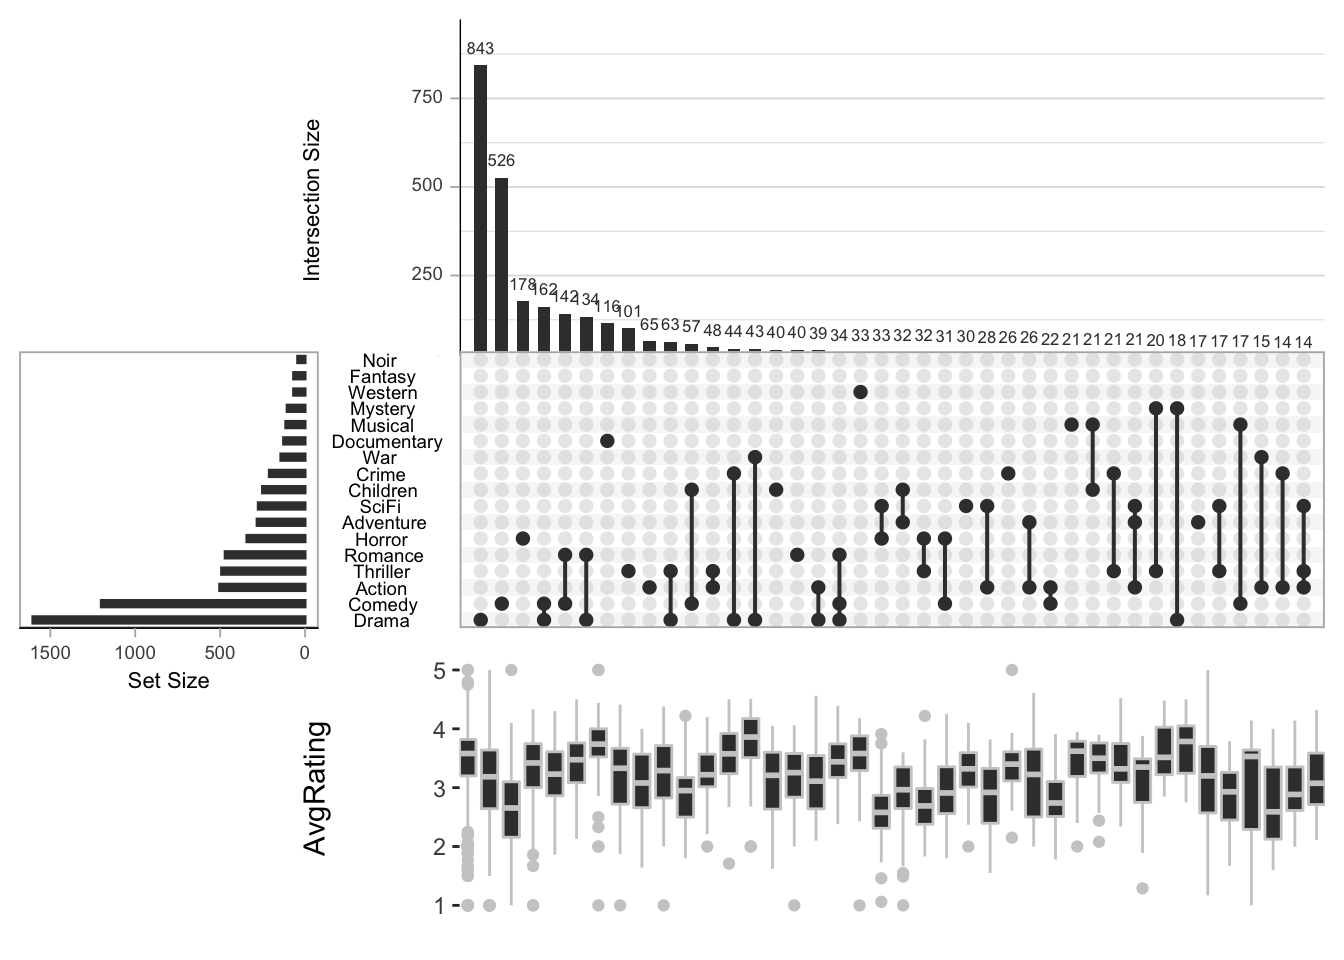 843
750
526
Intersection Size
500
250
178 162 142 134 116 101 65 63 57 48 44 43 40 40 39 34 33 33 32 32 31 30 28 26 26 22 21 21 21 21 20 18 17 17 17 15 14 14
Noir
Fantasy
Western
Mystery
Musical
Documentary
War
Crime
Children
SciFi
Adventure
Horror
Romance
Thriller
Action
Comedy
Drama
1500 1000 500 0
Set Size
AvgRating
5
4
3
2
1